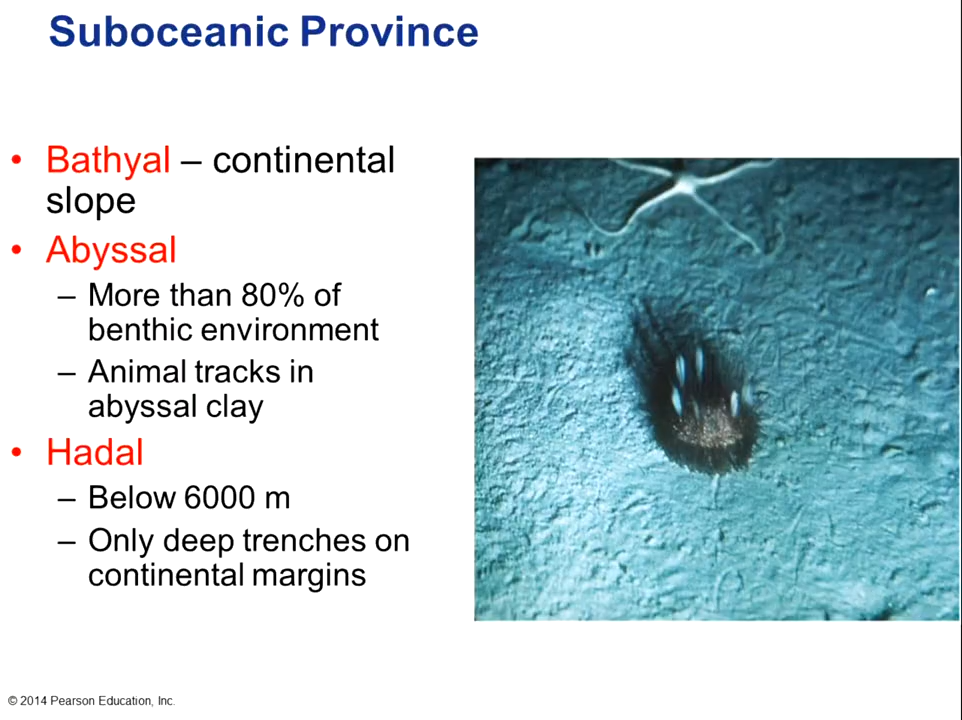 Suboceanic Province
• Bathyal – continental
slope
• Abyssal
– More than 80% of
benthic environment
– Animal tracks in
abyssal clay
• Hadal
– Below 6000 m
– Only deep trenches on
continental margins
© 2014 Pearson Education, Inc.